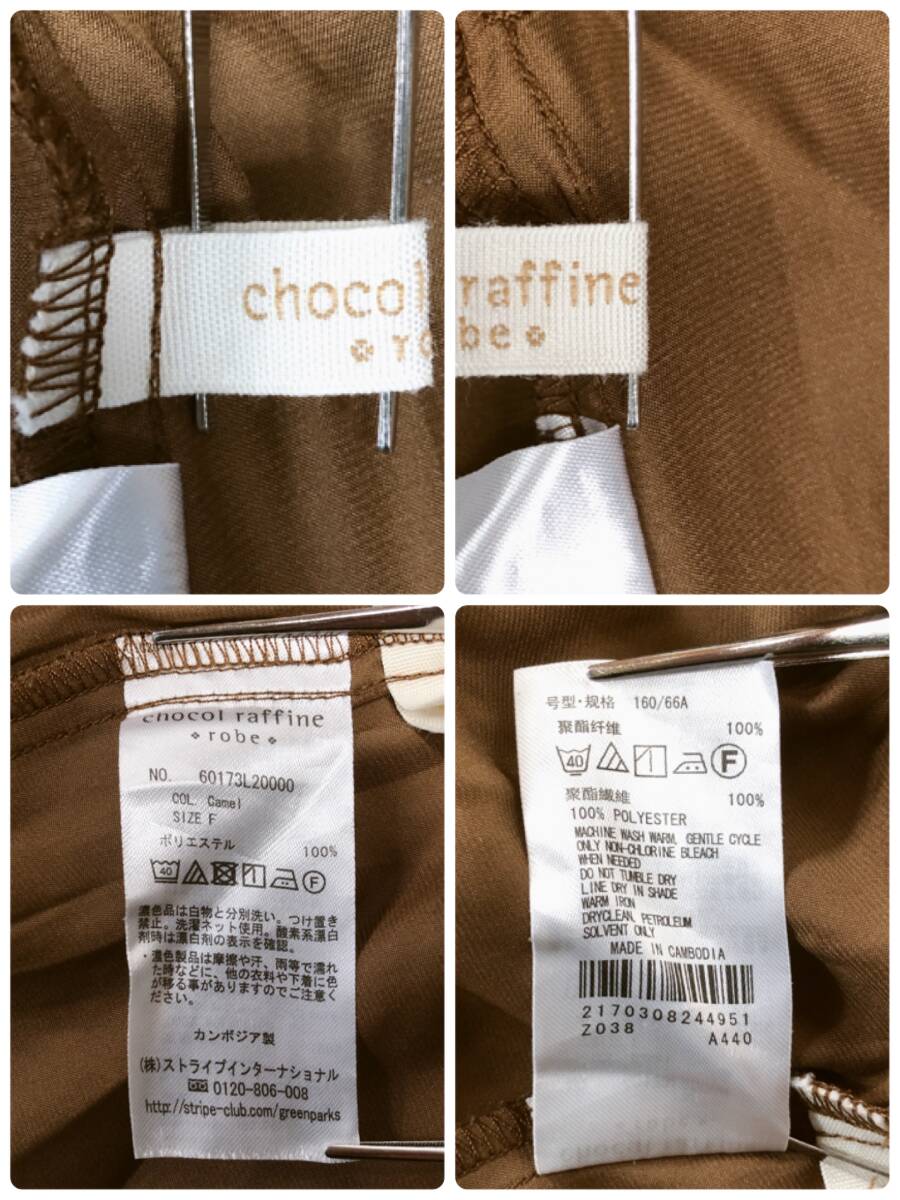 chocol
raffine
robe
chocol raffine
robe
NO. 60173L20000
COL. Camel
SIZE F
ポリエステル 100%
40 F
濃色品は白物と分別洗い。つけ置き
禁止。洗濯ネット使用。酸素系漂白
剤時は漂白剤の表示を確認。
・濃色製品は摩擦や汗、雨等で濡れ
た時などに、他の衣料や下着に色
が移る事がありますのでご注意く
ださい。
カンボジア製
(株)ストライプインターナショナル
0120-806-008
http://stripe-club.com/greenparks
号型·规格 160/66A
聚酯纤维 100%
40 F
聚酯纖維 100%
100% POLYESTER
MACHINE WASH WARM, GENTLE CYCLE
ONLY NON-CHLORINE BLEACH
WHEN NEEDED
DO NOT TUMBLE DRY
LINE DRY IN SHADE
WARM IRON
DRYCLEAN, PETROLEUM
SOLVENT ONLY
MADE IN CAMBODIA
2170308244951
Z038 A440